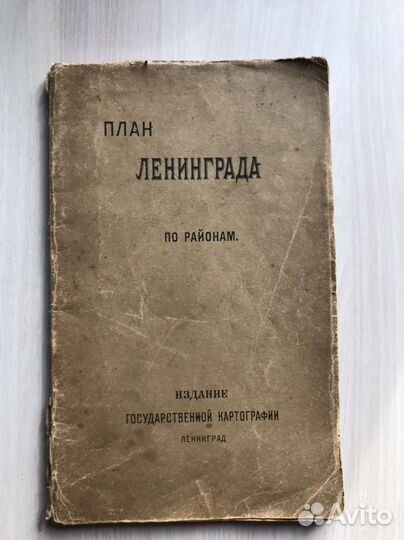 ПЛАН
ЛЕНИНГРАДА
ПО РАЙОНАМ.
ИЗДАНИЕ
ГОСУДАРСТВЕННОЙ КАРТОГРАФИИ
ЛЕНИНГРАД
Avito